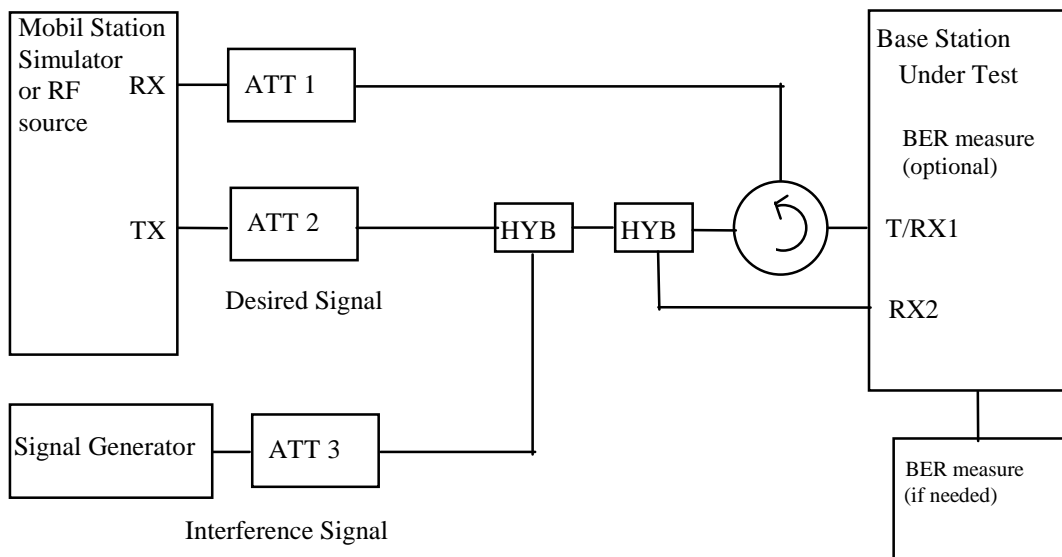 Mobil Station
Simulator
or RF
source
RX
TX
ATT 1
ATT 2
Desired Signal
HYB
HYB
Base Station
Under Test
BER measure
(optional)
T/RX1
RX2
Signal Generator
ATT 3
Interference Signal
BER measure
(if needed)